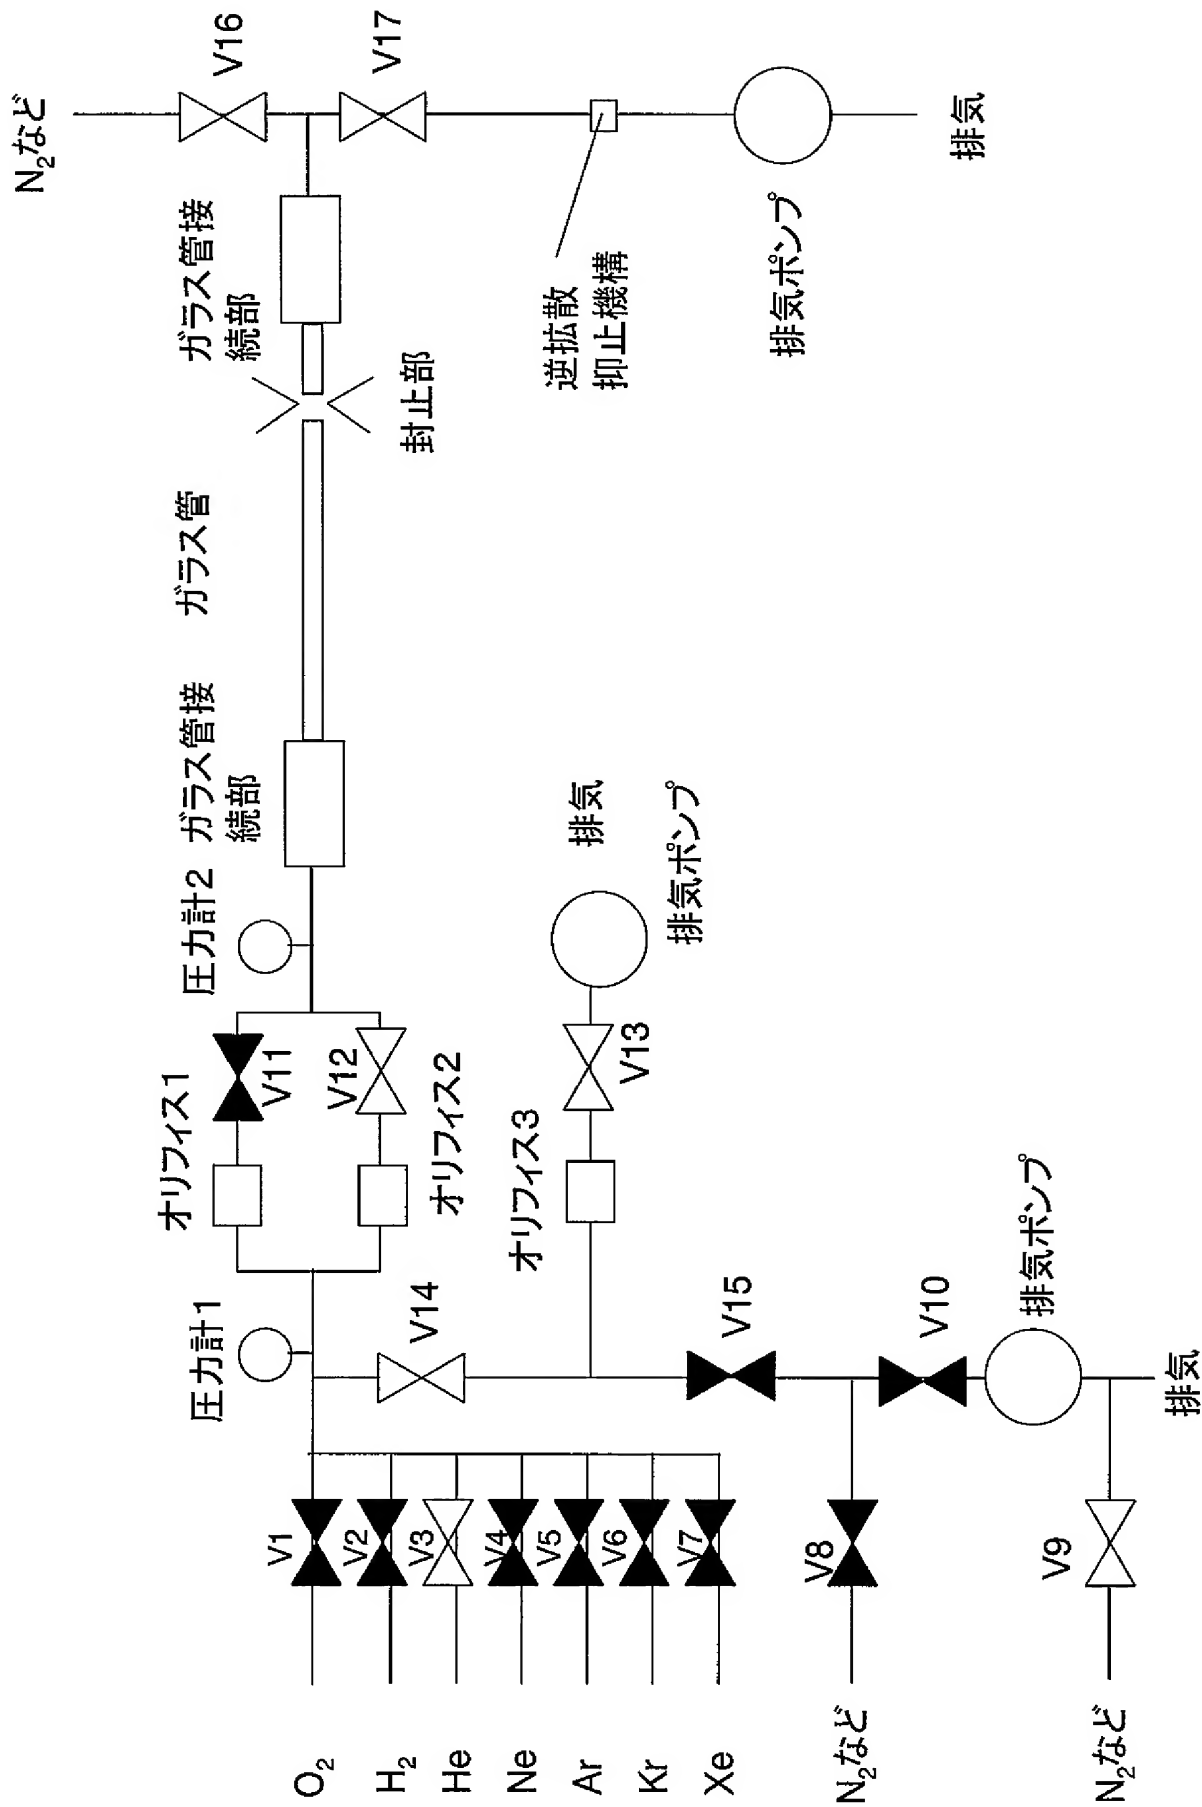 O₂
H₂
He
Ne
Ar
Kr
Xe
N₂など
N₂など
V1
V2
V3
V4
V5
V6
V7
V8
V9
圧力計1
V14
V15
V10
排気ポンプ
排気
オリフィス1
V11
V12
オリフィス2
オリフィス3
V13
排気
排気ポンプ
圧力計2
ガラス管接
続部
ガラス管
封止部
ガラス管接
続部
N₂など
V16
V17
逆拡散
抑止機構
排気ポンプ
排気